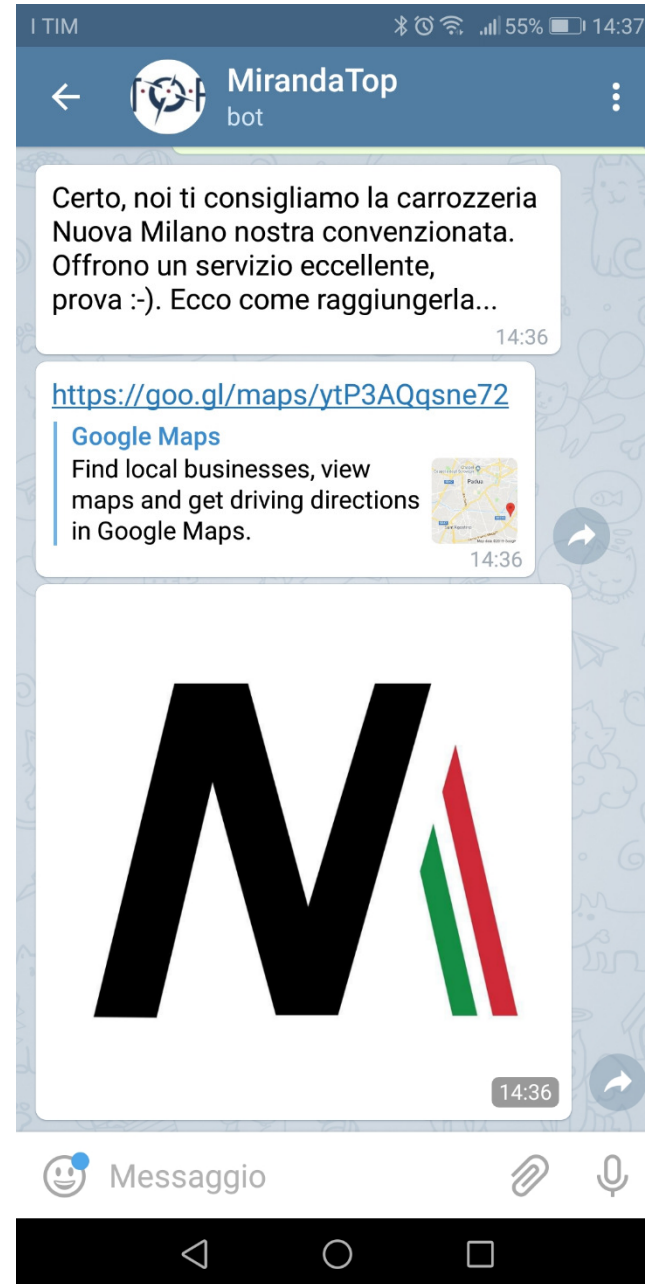 I TIM 55% 14:37
MirandaTop
bot
Certo, noi ti consigliamo la carrozzeria
Nuova Milano nostra convenzionata.
Offrono un servizio eccellente,
prova :-). Ecco come raggiungerla...
14:36
https://goo.gl/maps/ytP3AQqsne72
Google Maps
Find local businesses, view
maps and get driving directions
in Google Maps.
Padua
14:36
14:36
Messaggio